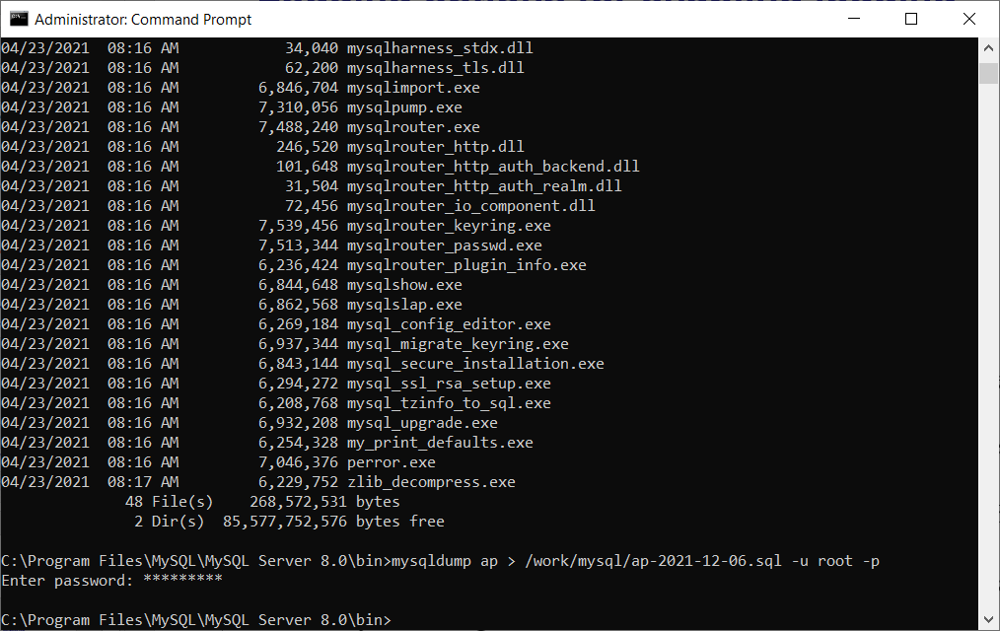 Administrator: Command Prompt
04/23/2021  08:16 AM            34,040 mysqlharness_stdx.dll
04/23/2021  08:16 AM            62,200 mysqlharness_tls.dll
04/23/2021  08:16 AM         6,846,704 mysqlimport.exe
04/23/2021  08:16 AM         7,310,056 mysqlpump.exe
04/23/2021  08:16 AM         7,488,240 mysqlrouter.exe
04/23/2021  08:16 AM           246,520 mysqlrouter_http.dll
04/23/2021  08:16 AM           101,648 mysqlrouter_http_auth_backend.dll
04/23/2021  08:16 AM            31,504 mysqlrouter_http_auth_realm.dll
04/23/2021  08:16 AM            72,456 mysqlrouter_io_component.dll
04/23/2021  08:16 AM         7,539,456 mysqlrouter_keyring.exe
04/23/2021  08:16 AM         7,513,344 mysqlrouter_passwd.exe
04/23/2021  08:16 AM         6,236,424 mysqlrouter_plugin_info.exe
04/23/2021  08:16 AM         6,844,648 mysqlshow.exe
04/23/2021  08:16 AM         6,862,568 mysqlslap.exe
04/23/2021  08:16 AM         6,269,184 mysql_config_editor.exe
04/23/2021  08:16 AM         6,937,344 mysql_migrate_keyring.exe
04/23/2021  08:16 AM         6,843,144 mysql_secure_installation.exe
04/23/2021  08:16 AM         6,294,272 mysql_ssl_rsa_setup.exe
04/23/2021  08:16 AM         6,208,768 mysql_tzinfo_to_sql.exe
04/23/2021  08:16 AM         6,932,208 mysql_upgrade.exe
04/23/2021  08:16 AM         6,254,328 my_print_defaults.exe
04/23/2021  08:16 AM         7,046,376 perror.exe
04/23/2021  08:17 AM         6,229,752 zlib_decompress.exe
48 File(s)    268,572,531 bytes
2 Dir(s)  85,577,752,576 bytes free
C:\Program Files\MySQL\MySQL Server 8.0\bin>mysqldump ap > /work/mysql/ap-2021-12-06.sql -u root -p
Enter password: *********
C:\Program Files\MySQL\MySQL Server 8.0\bin>